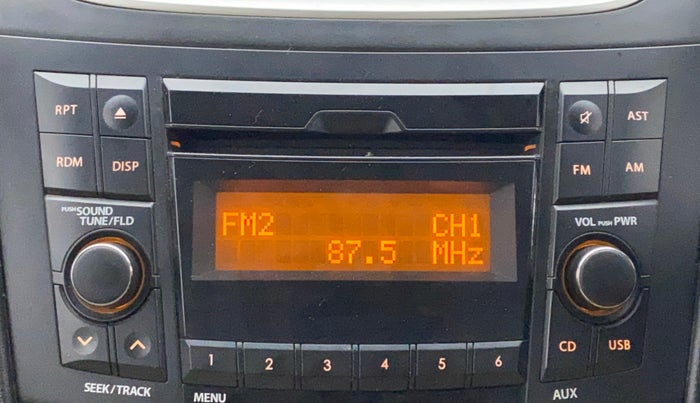 RPT
AST
RDM
DISP
FM
AM
PUSH SOUND
TUNE/FLD
VOL PUSH PWR
FM2 CH1
87.5 MHz
CD
USB
1 2 3 4 5 6
SEEK/TRACK
MENU
AUX